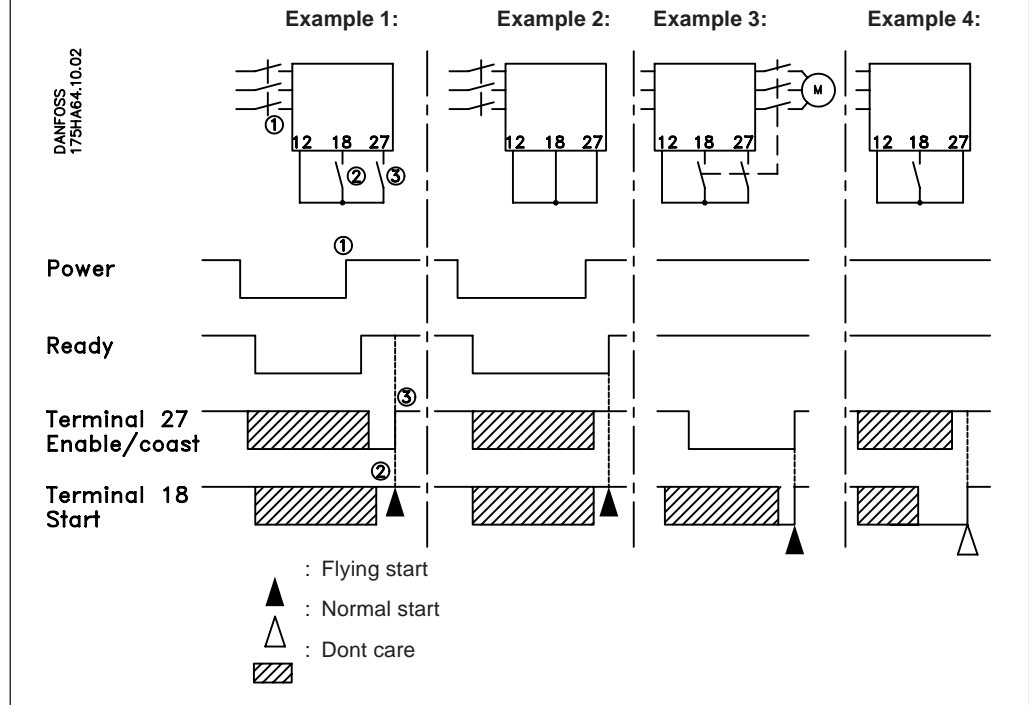 Example 1: Example 2: Example 3: Example 4:
DANFOSS
175HA64.10.02
M
①
12 18 27 12 18 27 12 18 27 12 18 27
② ③
①
Power
Ready
③
Terminal 27
Enable/coast
②
Terminal 18
Start
: Flying start
: Normal start
: Dont care